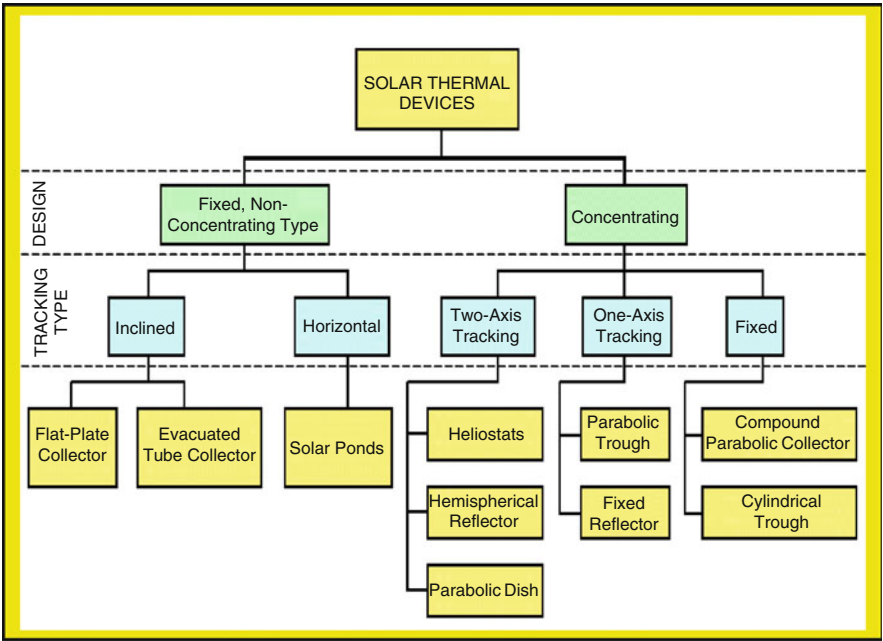 SOLAR THERMAL
DEVICES
DESIGN
Fixed, Non-
Concentrating Type
Concentrating
TRACKING
TYPE
Inclined
Horizontal
Two-Axis
Tracking
One-Axis
Tracking
Fixed
Flat-Plate
Collector
Evacuated
Tube Collector
Solar Ponds
Heliostats
Hemispherical
Reflector
Parabolic Dish
Parabolic
Trough
Fixed
Reflector
Compound
Parabolic Collector
Cylindrical
Trough